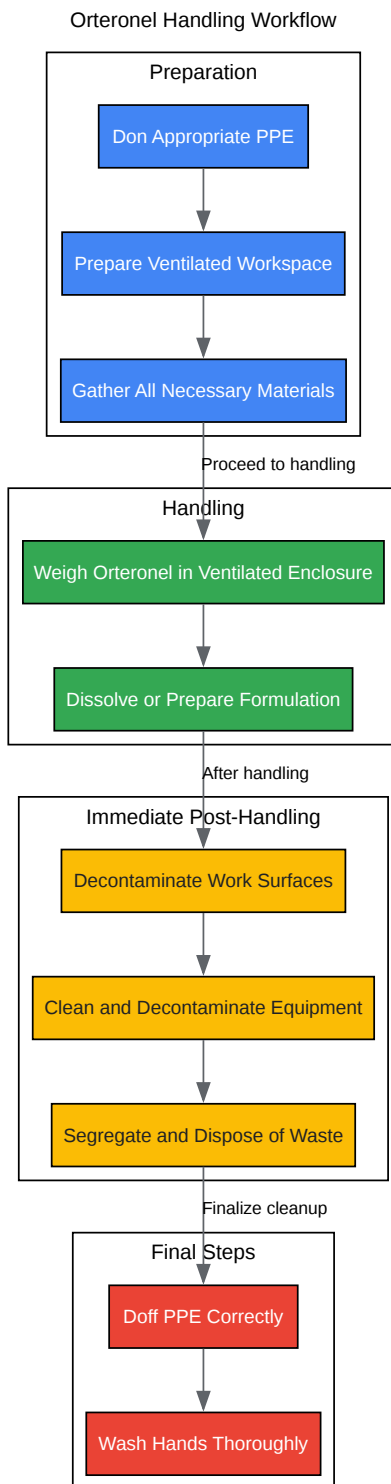 Orteronel Handling Workflow
Preparation
Don Appropriate PPE
Prepare Ventilated Workspace
Gather All Necessary Materials
Proceed to handling
Handling
Weigh Orteronel in Ventilated Enclosure
Dissolve or Prepare Formulation
After handling
Immediate Post-Handling
Decontaminate Work Surfaces
Clean and Decontaminate Equipment
Segregate and Dispose of Waste
Finalize cleanup
Final Steps
Doff PPE Correctly
Wash Hands Thoroughly